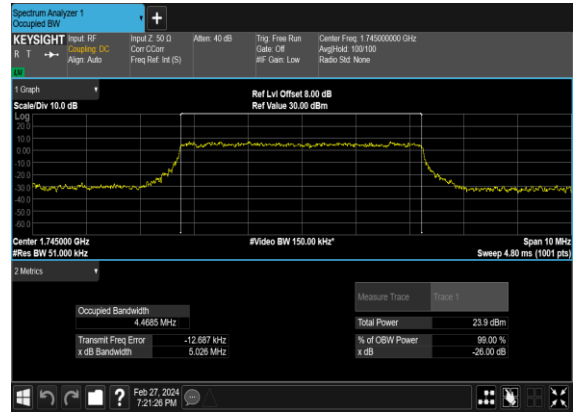 Spectrum Analyzer 1
Occupied BW
+
KEYSIGHT Input: RF Input Z: 50 Ω Atten: 40 dB Trig: Free Run Center Freq: 1.745000000 GHz
R T Coupling: DC Corr CCorr Gate: Off Avg|Hold: 100/100
Align: Auto Freq Ref: Int (S) #IF Gain: Low Radio Std: None
1 Graph Ref Lvl Offset 8.00 dB
Scale/Div 10.0 dB Ref Value 30.00 dBm
Log
20.0
10.0
0.00
-10.0
-20.0
-30.0
-40.0
-50.0
-60.0
Center 1.745000 GHz #Video BW 150.00 kHz* Span 10 MHz
#Res BW 51.000 kHz Sweep 4.80 ms (1001 pts)
2 Metrics
Measure Trace Trace 1
Occupied Bandwidth
4.4685 MHz Total Power 23.9 dBm
Transmit Freq Error -12.687 kHz % of OBW Power 99.00 %
x dB Bandwidth 5.026 MHz x dB -26.00 dB
? Feb 27, 2024
7:21:26 PM